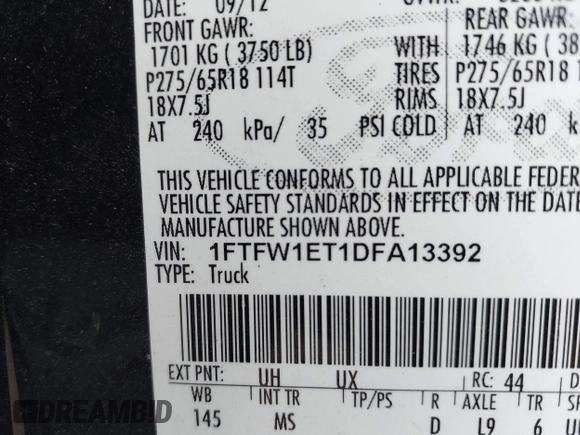 DATE: 09/12
FRONT GAWR: REAR GAWR:
1701 KG ( 3750 LB) WITH 1746 KG ( 38
P275/65R18 114T TIRES P275/65R18
18X7.5J RIMS 18X7.5J
AT 240 kPa/ 35 PSI COLD AT 240 k
THIS VEHICLE CONFORMS TO ALL APPLICABLE FEDER
VEHICLE SAFETY STANDARDS IN EFFECT ON THE DATE
MANUFACTURE SHOWN ABOVE.
VIN: 1FTFW1ET1DFA13392
TYPE: Truck
EXT PNT: UH UX RC: 44 D
WB INT TR TP/PS R AXLE TR SP
145 MS D L9 6 U
DREAMBID